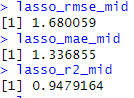 > lasso_rmse_mid
[1] 1.680059
> lasso_mae_mid
[1] 1.336855
> lasso_r2_mid
[1] 0.9479164